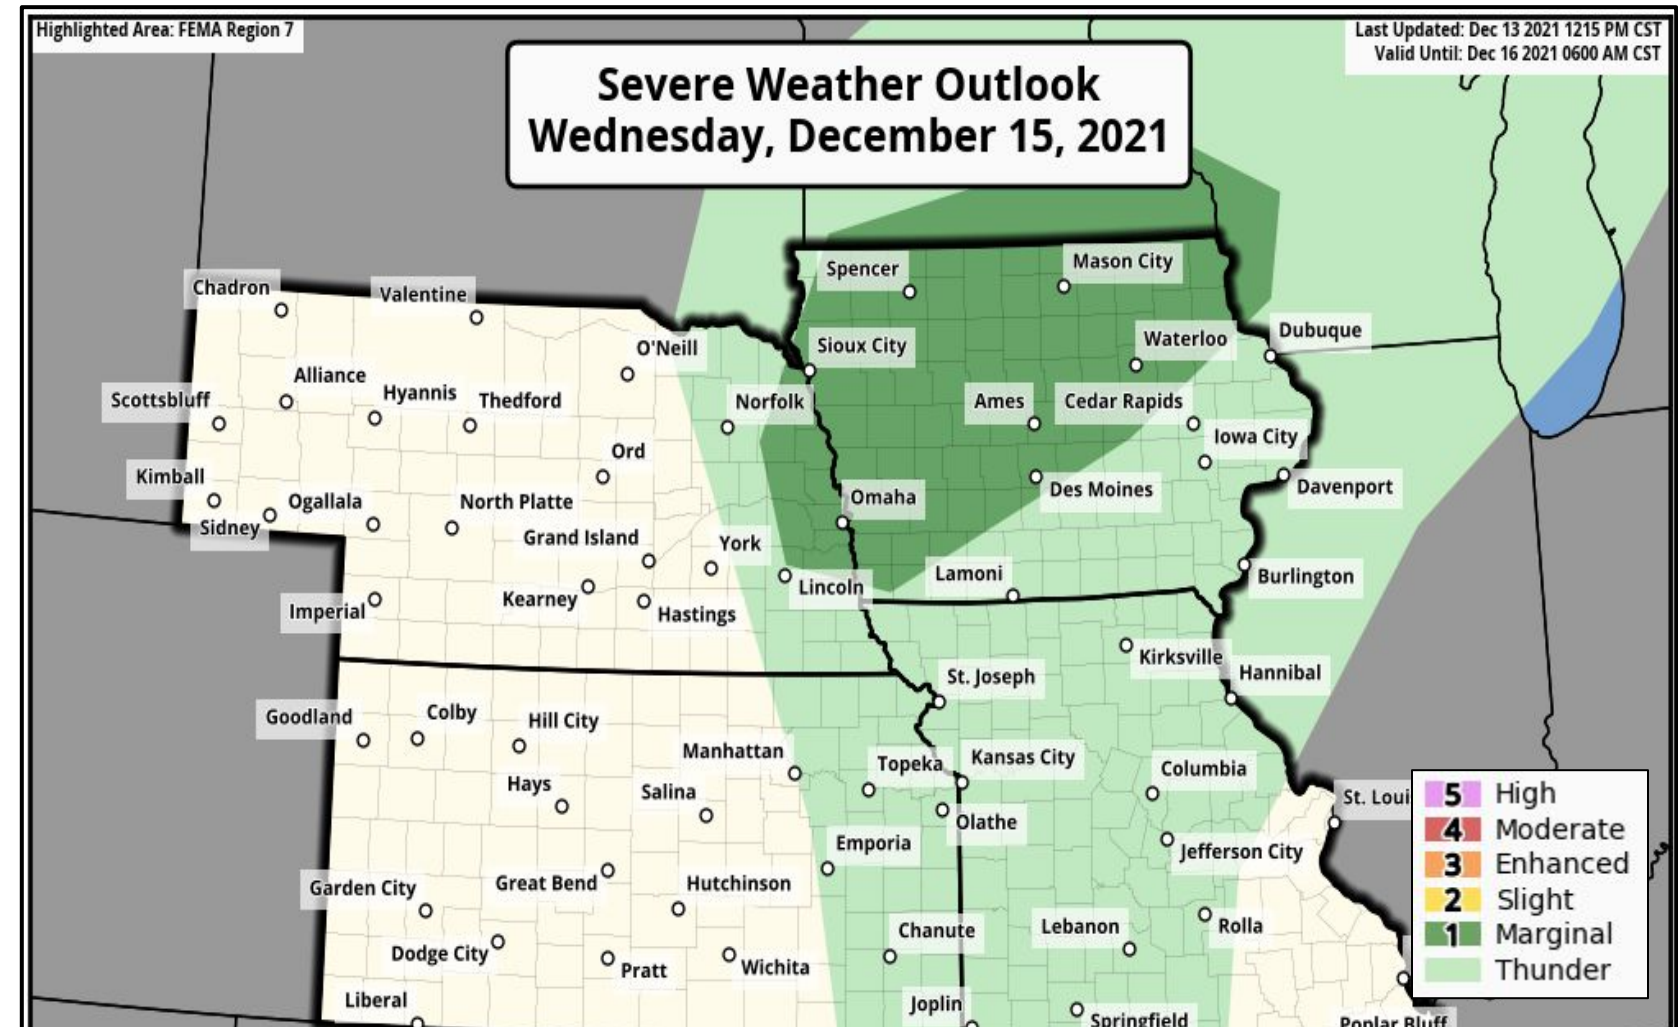 Highlighted Area: FEMA Region 7
Last Updated: Dec 13 2021 1215 PM CST
Valid Until: Dec 16 2021 0600 AM CST
Severe Weather Outlook
Wednesday, December 15, 2021
Spencer
Mason City
Chadron
Valentine
Dubuque
Waterloo
Sioux City
O'Neill
Alliance
Hyannis
Scottsbluff
Thedford
Norfolk
Ames
Cedar Rapids
Iowa City
Ord
Kimball
Ogallala
North Platte
Omaha
Des Moines
Davenport
Sidney
Grand Island
York
Lamoni
Burlington
Lincoln
Kearney
Imperial
Hastings
Kirksville
Hannibal
St. Joseph
Goodland
Colby
Hill City
Manhattan
Topeka
Kansas City
Columbia
Hays
Salina
St. Loui
Olathe
Emporia
Jefferson City
Garden City
Great Bend
Hutchinson
Chanute
Lebanon
Rolla
Dodge City
Pratt
Wichita
Liberal
Joplin
Springfield
Poplar Bluff
5 High
4 Moderate
3 Enhanced
2 Slight
1 Marginal
Thunder